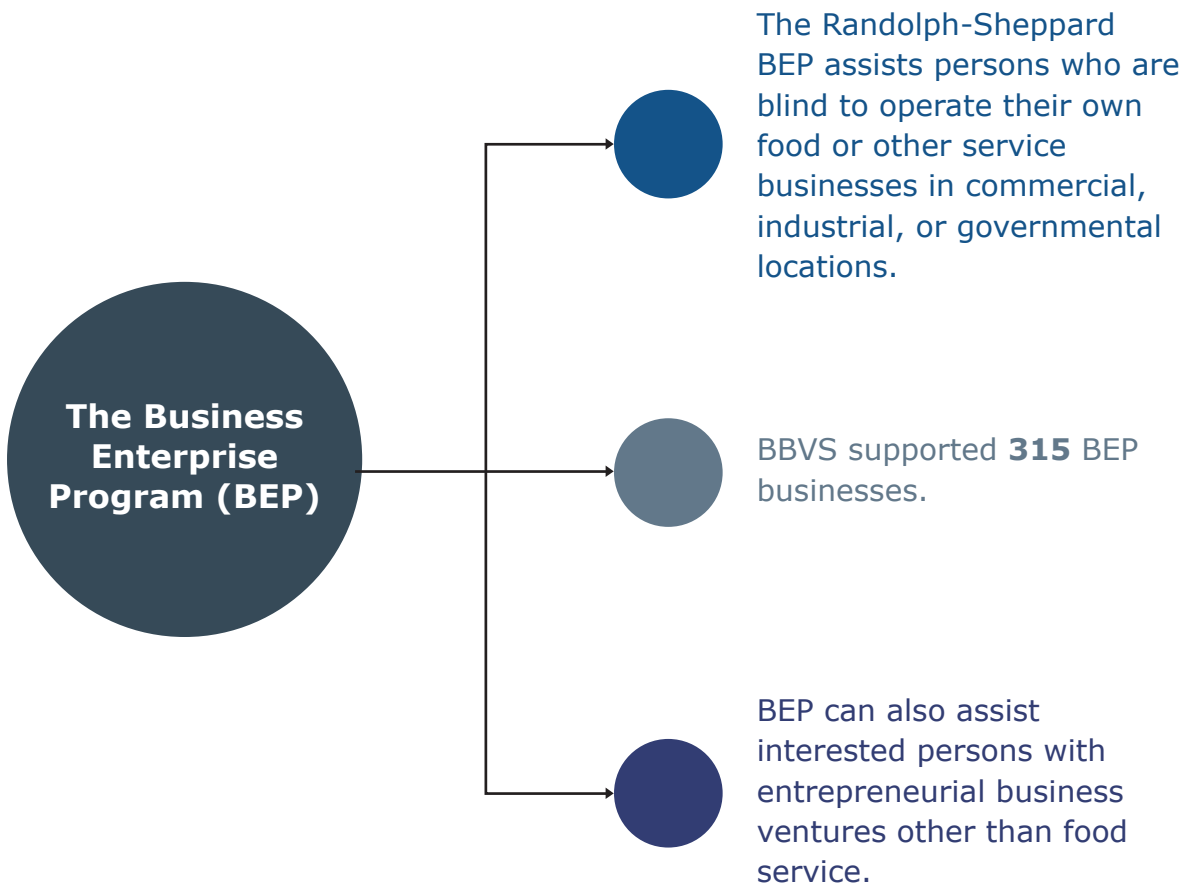 The Business
Enterprise
Program (BEP)
The Randolph-Sheppard
BEP assists persons who are
blind to operate their own
food or other service
businesses in commercial,
industrial, or governmental
locations.
BBVS supported 315 BEP
businesses.
BEP can also assist
interested persons with
entrepreneurial business
ventures other than food
service.